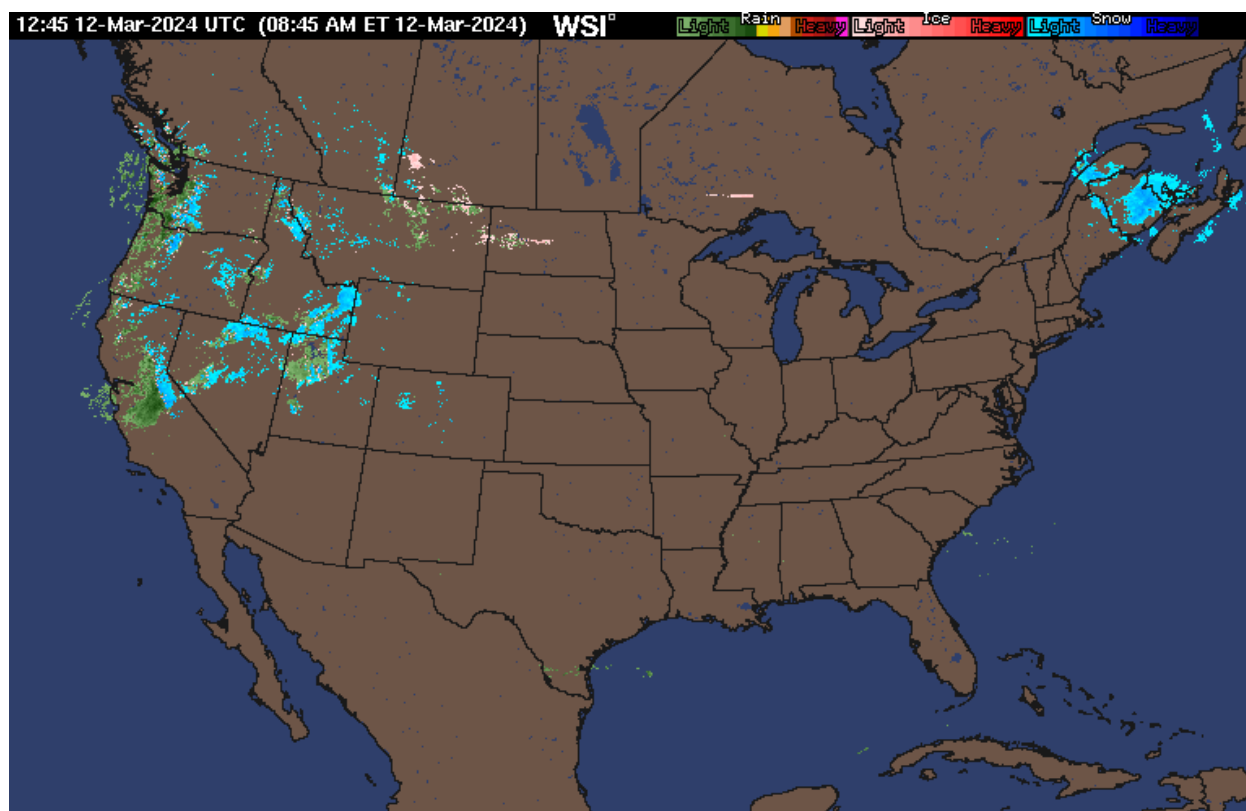 12:45 12-Mar-2024 UTC (08:45 AM ET 12-Mar-2024) WSI
Rain Ice Snow
Light Heavy Light Heavy Light Heavy